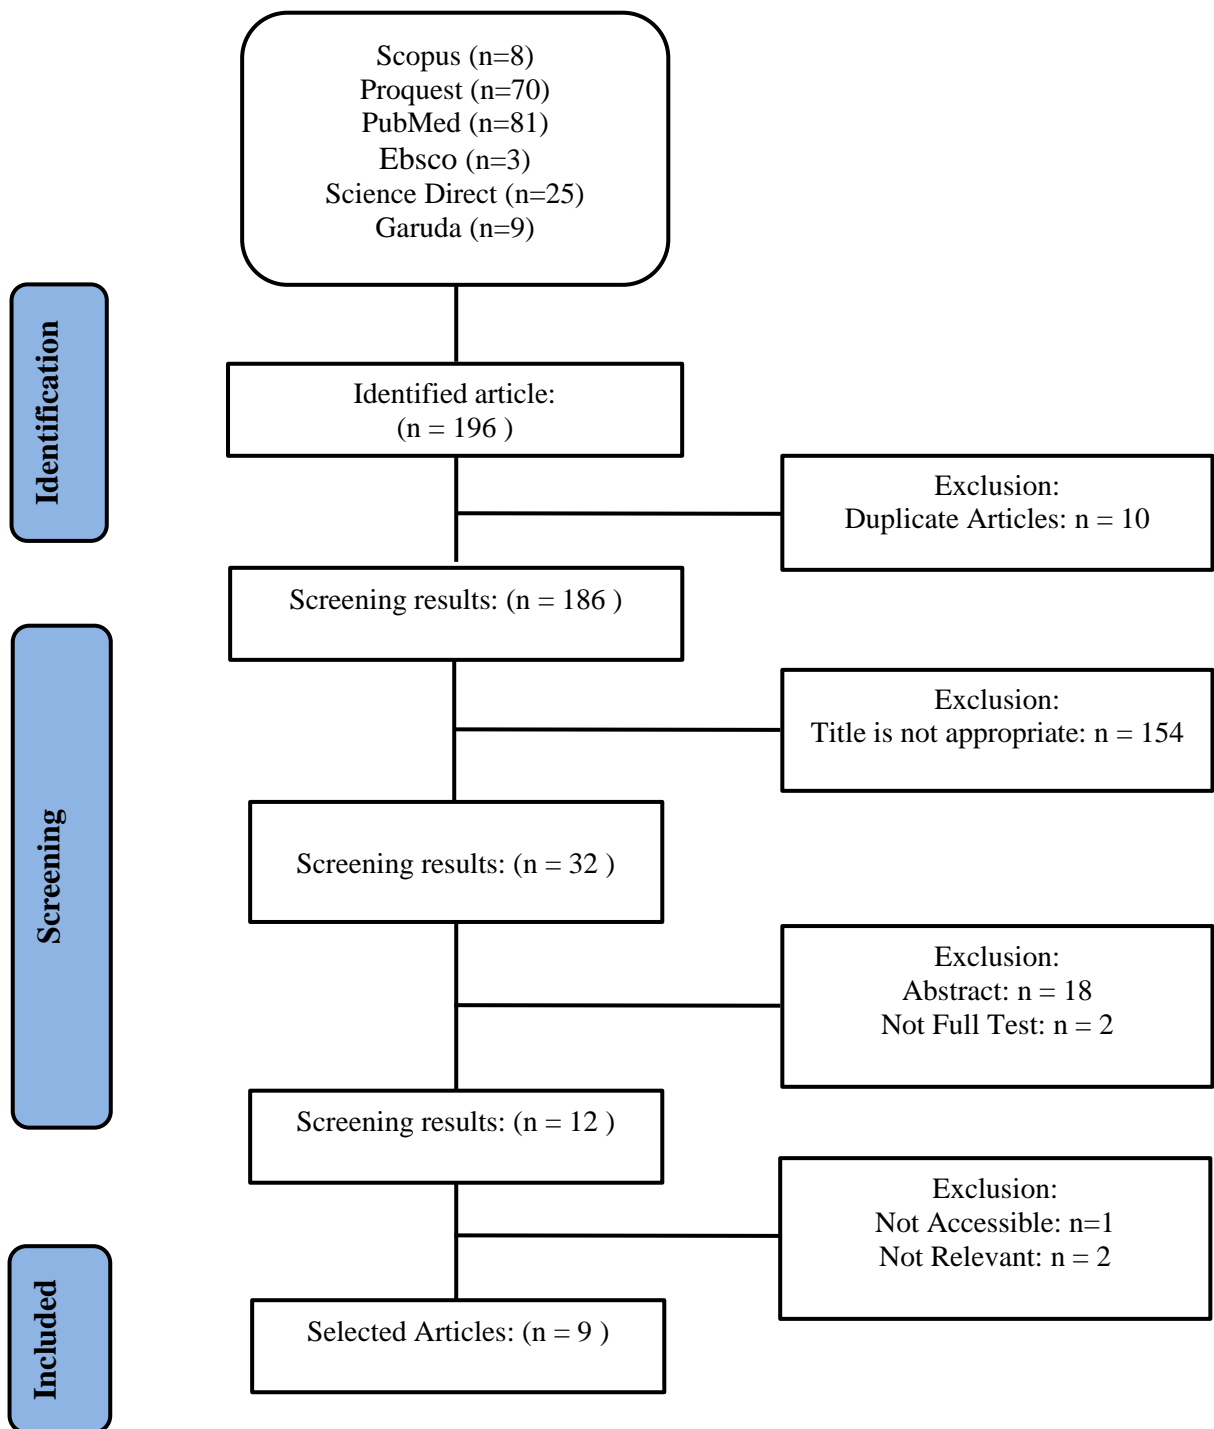 Scopus (n=8)
Proquest (n=70)
PubMed (n=81)
Ebsco (n=3)
Science Direct (n=25)
Garuda (n=9)
Identification
Identified article:
(n = 196 )
Exclusion:
Duplicate Articles: n = 10
Screening results: (n = 186 )
Screening
Exclusion:
Title is not appropriate: n = 154
Screening results: (n = 32 )
Exclusion:
Abstract: n = 18
Not Full Test: n = 2
Screening results: (n = 12 )
Exclusion:
Not Accessible: n=1
Not Relevant: n = 2
Included
Selected Articles: (n = 9 )